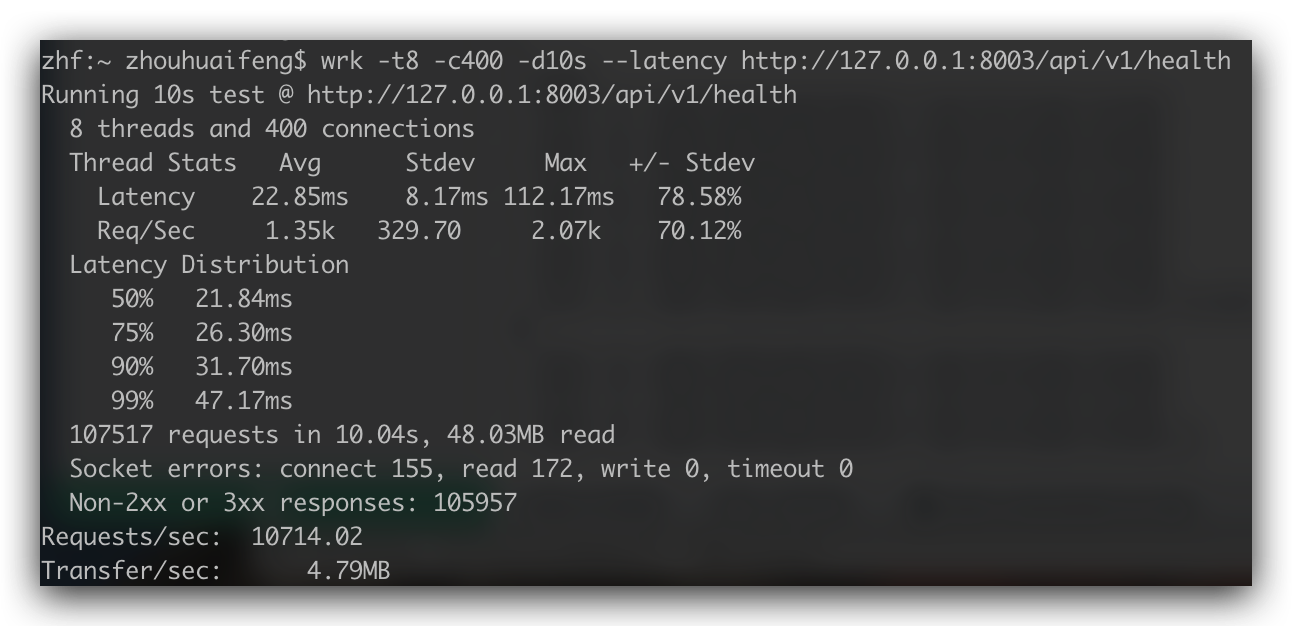 zhf:~ zhouhuaifeng$ wrk -t8 -c400 -d10s --latency http://127.0.0.1:8003/api/v1/health
Running 10s test @ http://127.0.0.1:8003/api/v1/health
  8 threads and 400 connections
  Thread Stats   Avg      Stdev     Max   +/- Stdev
    Latency    22.85ms    8.17ms 112.17ms   78.58%
    Req/Sec     1.35k   329.70     2.07k    70.12%
  Latency Distribution
     50%   21.84ms
     75%   26.30ms
     90%   31.70ms
     99%   47.17ms
  107517 requests in 10.04s, 48.03MB read
  Socket errors: connect 155, read 172, write 0, timeout 0
  Non-2xx or 3xx responses: 105957
Requests/sec:  10714.02
Transfer/sec:      4.79MB